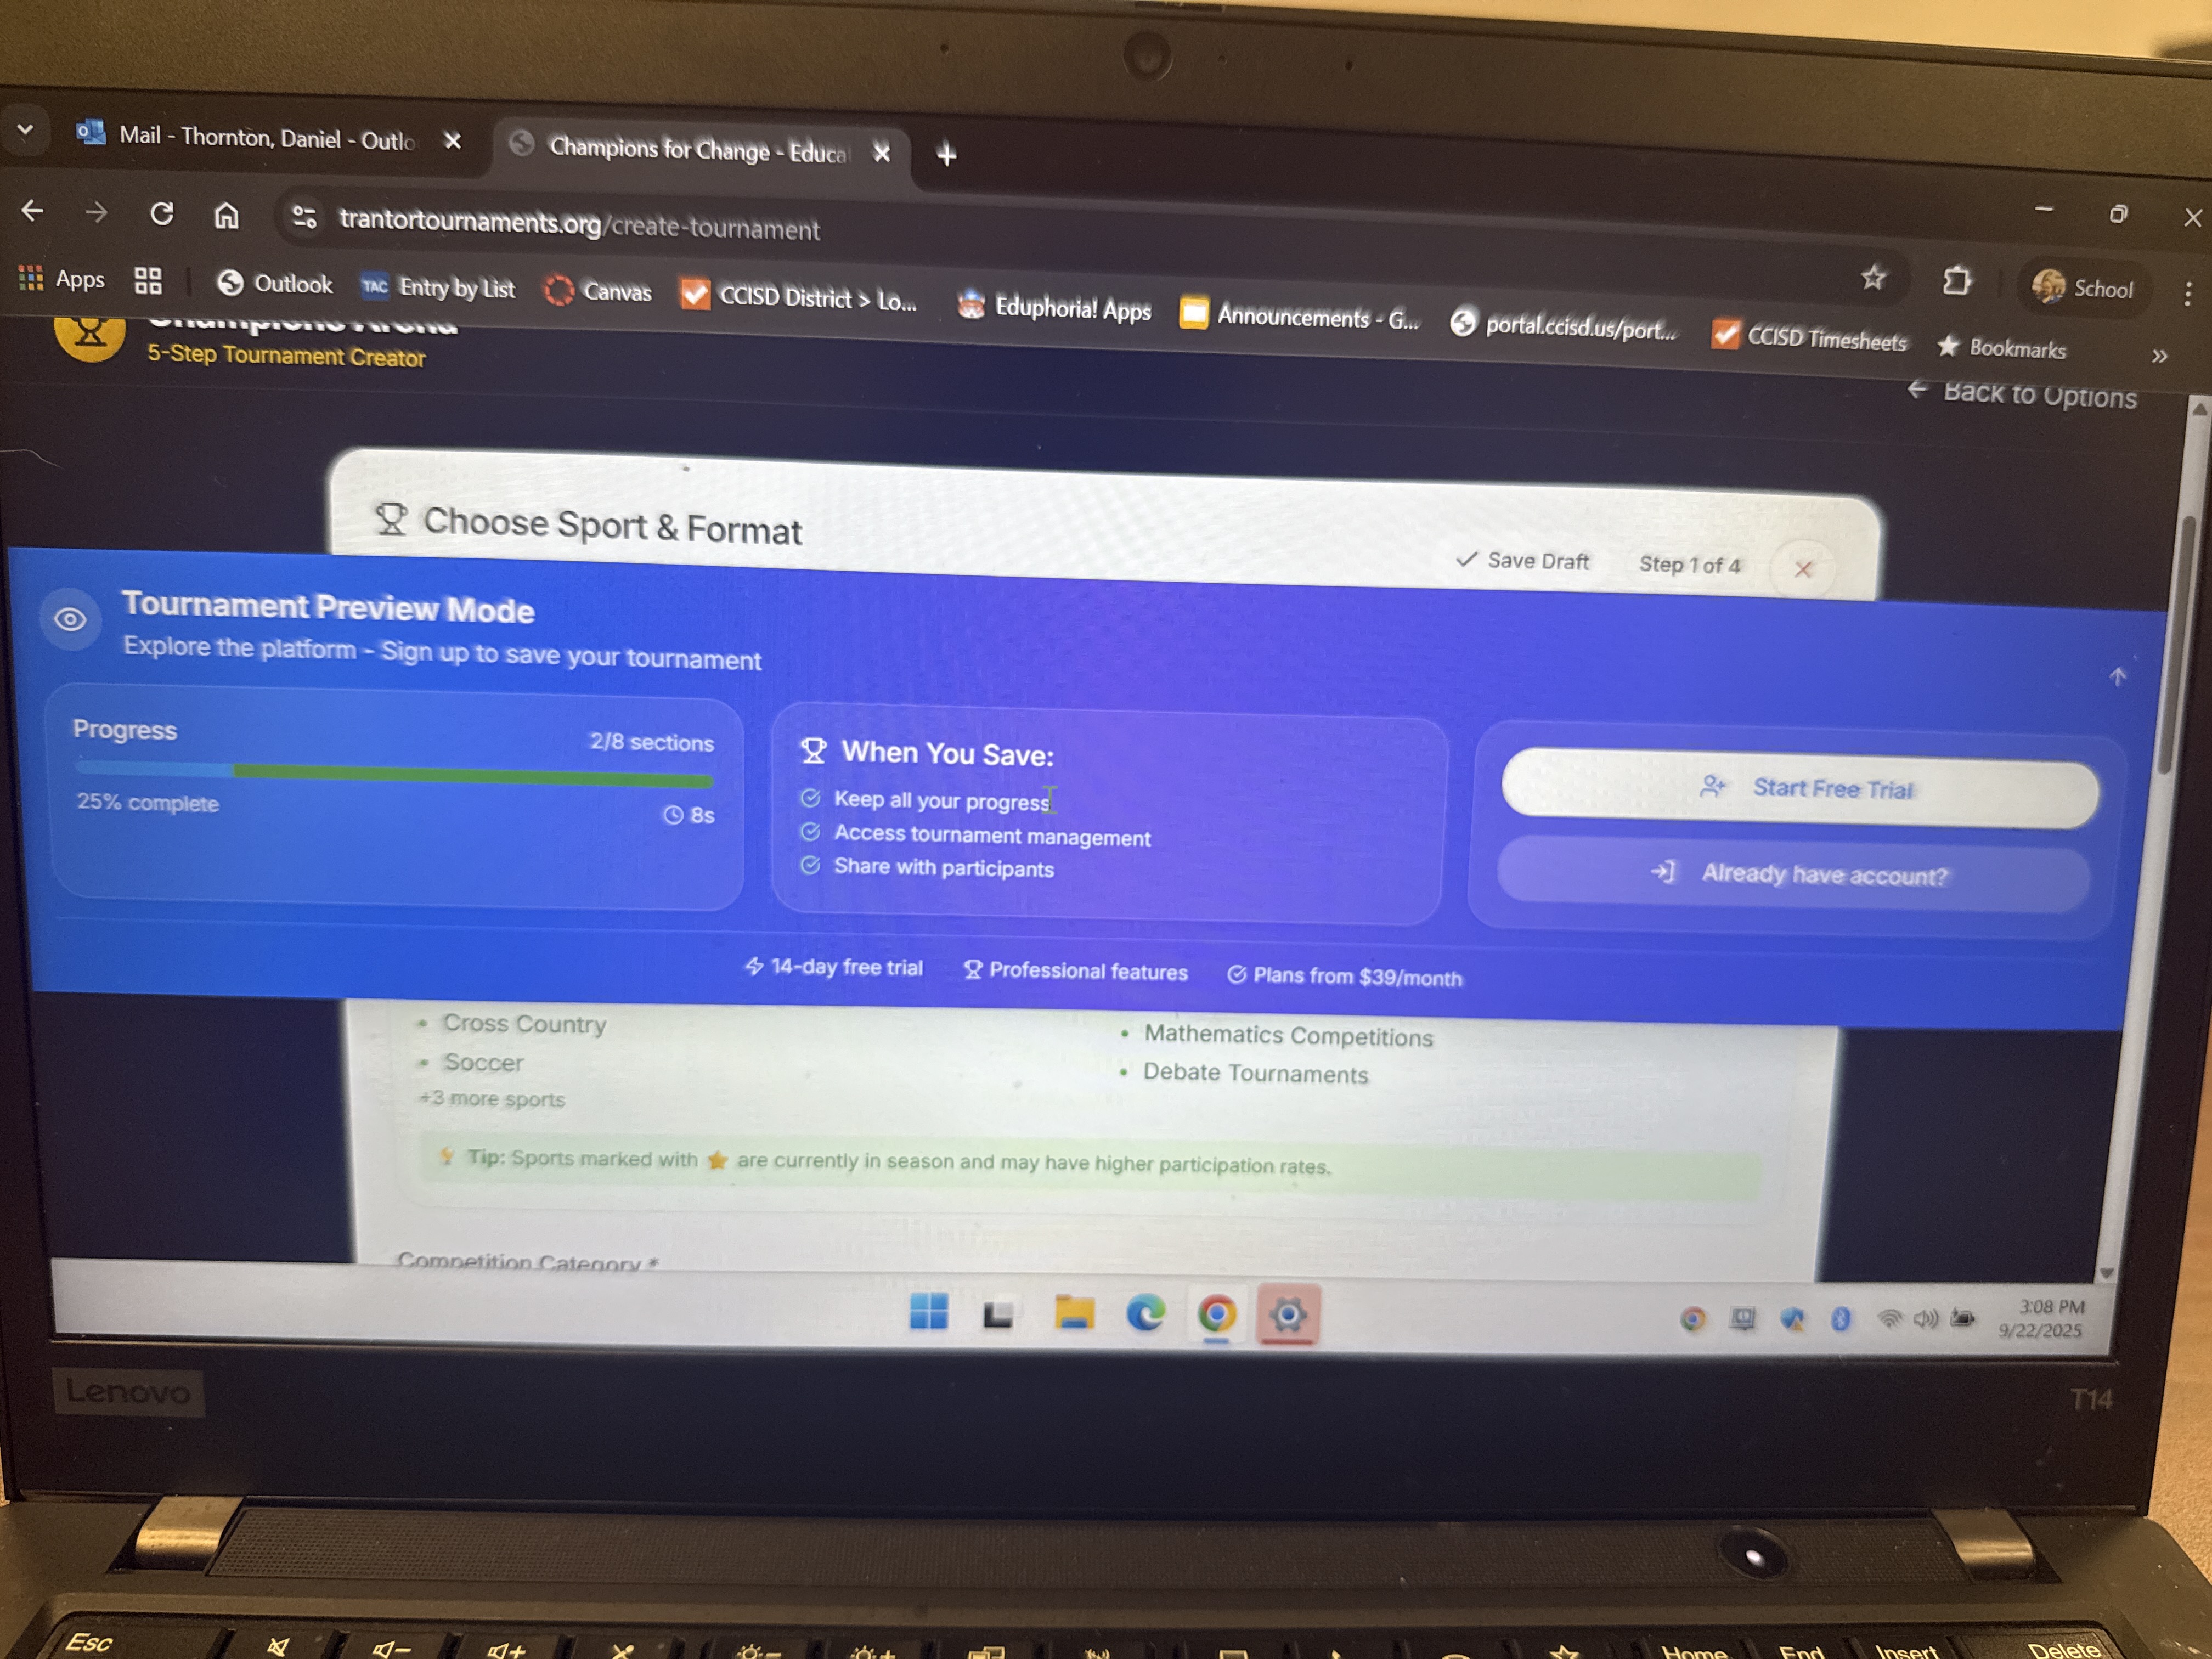 Mail - Thornton, Daniel - Outlo
Champions for Change - Educa
trantortournaments.org/create-tournament
Apps
Outlook
TAC Entry by List
Canvas
CCISD District > Lo...
Eduphoria! Apps
Announcements - G...
portal.ccisd.us/port...
CCISD Timesheets
Bookmarks
School
Champions Arena
5-Step Tournament Creator
Back to Options
Choose Sport & Format
Save Draft
Step 1 of 4
Tournament Preview Mode
Explore the platform - Sign up to save your tournament
Progress
2/8 sections
25% complete
8s
When You Save:
Keep all your progress
Access tournament management
Share with participants
Start Free Trial
Already have account?
14-day free trial
Professional features
Plans from $39/month
• Cross Country
• Soccer
+3 more sports
• Mathematics Competitions
• Debate Tournaments
Tip: Sports marked with ⭐ are currently in season and may have higher participation rates.
Competition Category *
3:08 PM
9/22/2025
Lenovo
T14
Esc
Home
End
Insert
Delete